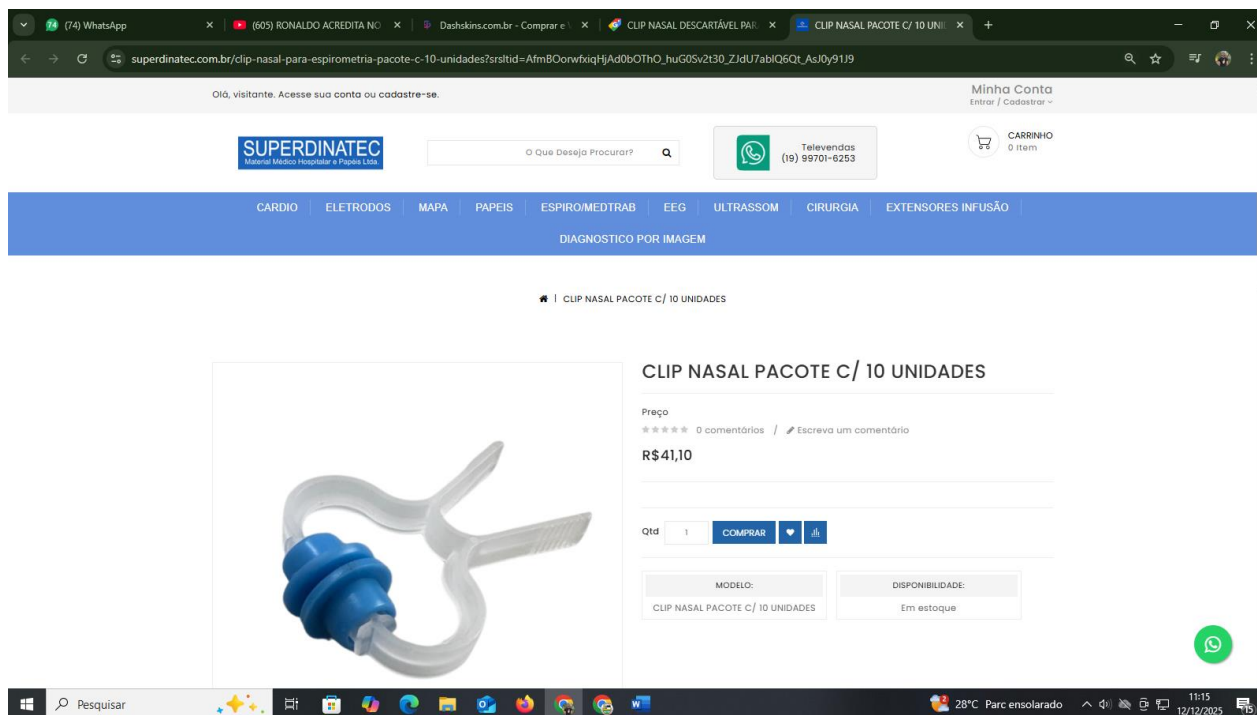 74 (74) WhatsApp
(605) RONALDO ACREDITA NO
Dashskins.com.br - Comprar e
CLIP NASAL DESCARTÁVEL PAR
CLIP NASAL PACOTE C/ 10 UNI
superdinatec.com.br/clip-nasal-para-espirometria-pacote-c-10-unidades?srsltid=AfmBOorwfxiqHjAd0bOThO_huG0Sv2t30_ZJdU7ablQ6Qt_AsJ0y91J9
Olá, visitante. Acesse sua conta ou cadastre-se.
Minha Conta
Entrar / Cadastrar
SUPERDINATEC
Material Médico Hospitalar e Papéis Ltda.
O Que Deseja Procurar?
Televendas
(19) 99701-6253
CARRINHO
0 Item
CARDIO ELETRODOS MAPA PAPEIS ESPIRO/MEDTRAB EEG ULTRASSOM CIRURGIA EXTENSORES INFUSÃO
DIAGNOSTICO POR IMAGEM
| CLIP NASAL PACOTE C/ 10 UNIDADES
CLIP NASAL PACOTE C/ 10 UNIDADES
Preço
0 comentários / Escreva um comentário
R$41,10
Qtd 1 COMPRAR
MODELO:
CLIP NASAL PACOTE C/ 10 UNIDADES
DISPONIBILIDADE:
Em estoque
Pesquisar
28°C Parc ensolarado
11:15
12/12/2025